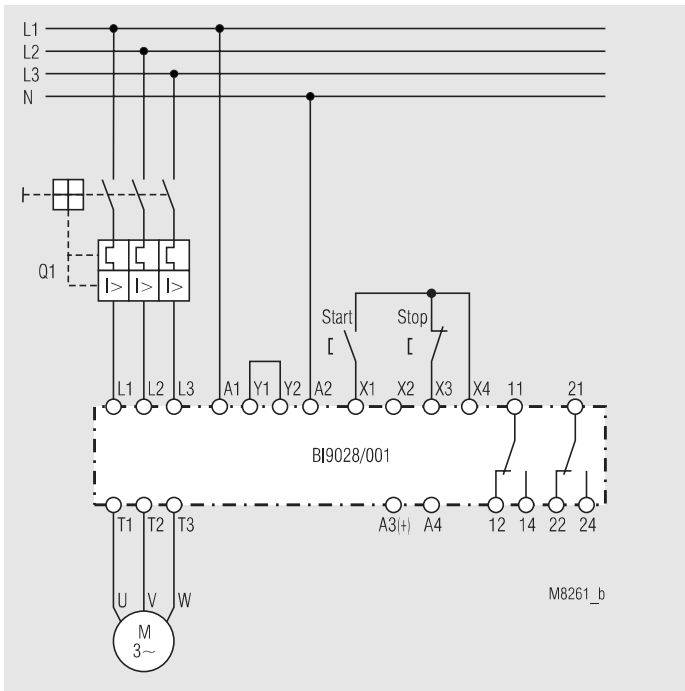 L1
L2
L3
N
Q1
I> I> I>
Start Stop
L1 L2 L3 A1 Y1 Y2 A2 X1 X2 X3 X4 11 21
BI9028/001
T1 T2 T3 A3(+) A4 12 14 22 24
U V W
M8261_b
M
3~